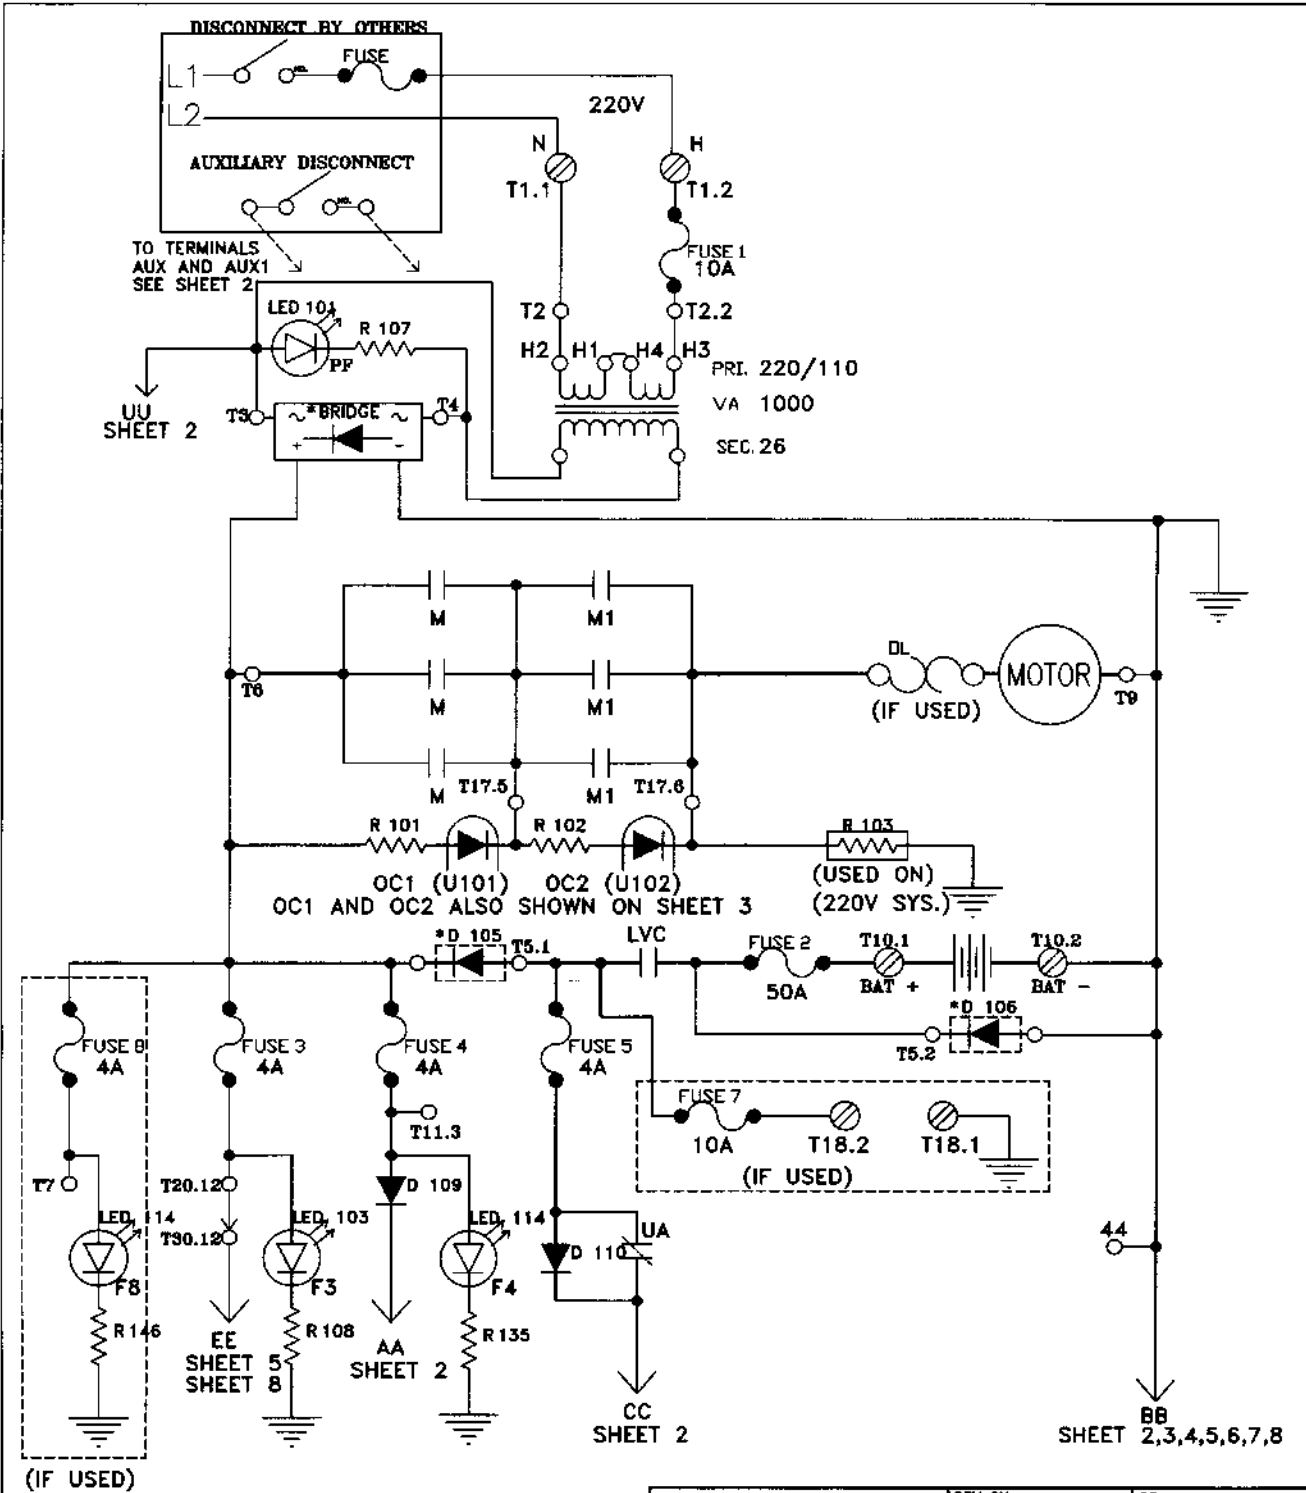 DISCONNECT BY OTHERS
FUSE
L1
NO.
L2
220V
N
H
AUXILIARY DISCONNECT
T1.1
T1.2
NO.
TO TERMINALS
AUX AND AUX1
SEE SHEET 2
FUSE 1
10A
LED 101
R 107
T2
T2.2
H2
H1
H4
H3
PF
PRI. 220/110
UU
SHEET 2
T3
~ *BRIDGE ~
T4
VA 1000
+
-
SEC. 26
M
M1
DL
MOTOR
T6
T9
M
M1
(IF USED)
T17.5
T17.6
M
M1
R 101
R 102
R 103
OC1 (U101)
OC2 (U102)
(USED ON)
OC1 AND OC2 ALSO SHOWN ON SHEET 3
(220V SYS.)
*D 105
T5.1
LVC
FUSE 2
T10.1
T10.2
50A
BAT +
BAT -
*D 106
FUSE 8
4A
FUSE 3
4A
FUSE 4
4A
FUSE 5
4A
T5.2
FUSE 7
T11.3
10A
T18.2
T18.1
(IF USED)
T7
T20.12
D 109
LED 114
LED 103
LED 114
UA
44
T30.12
D 110
F8
F3
F4
R 146
EE
SHEET 5
SHEET 8
R 108
AA
SHEET 2
R 135
CC
SHEET 2
BB
SHEET 2,3,4,5,6,7,8
(IF USED)